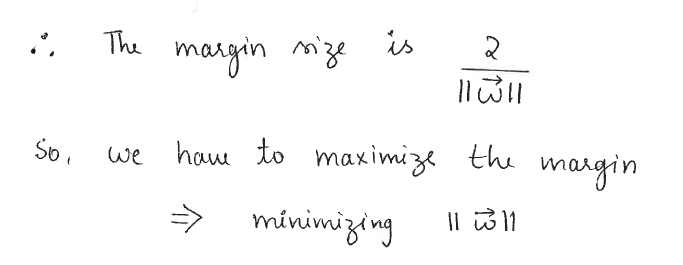 ∴ The margin size is 2 / ||w⃗||
So, we have to maximize the margin
⇒ minimizing ||w⃗||